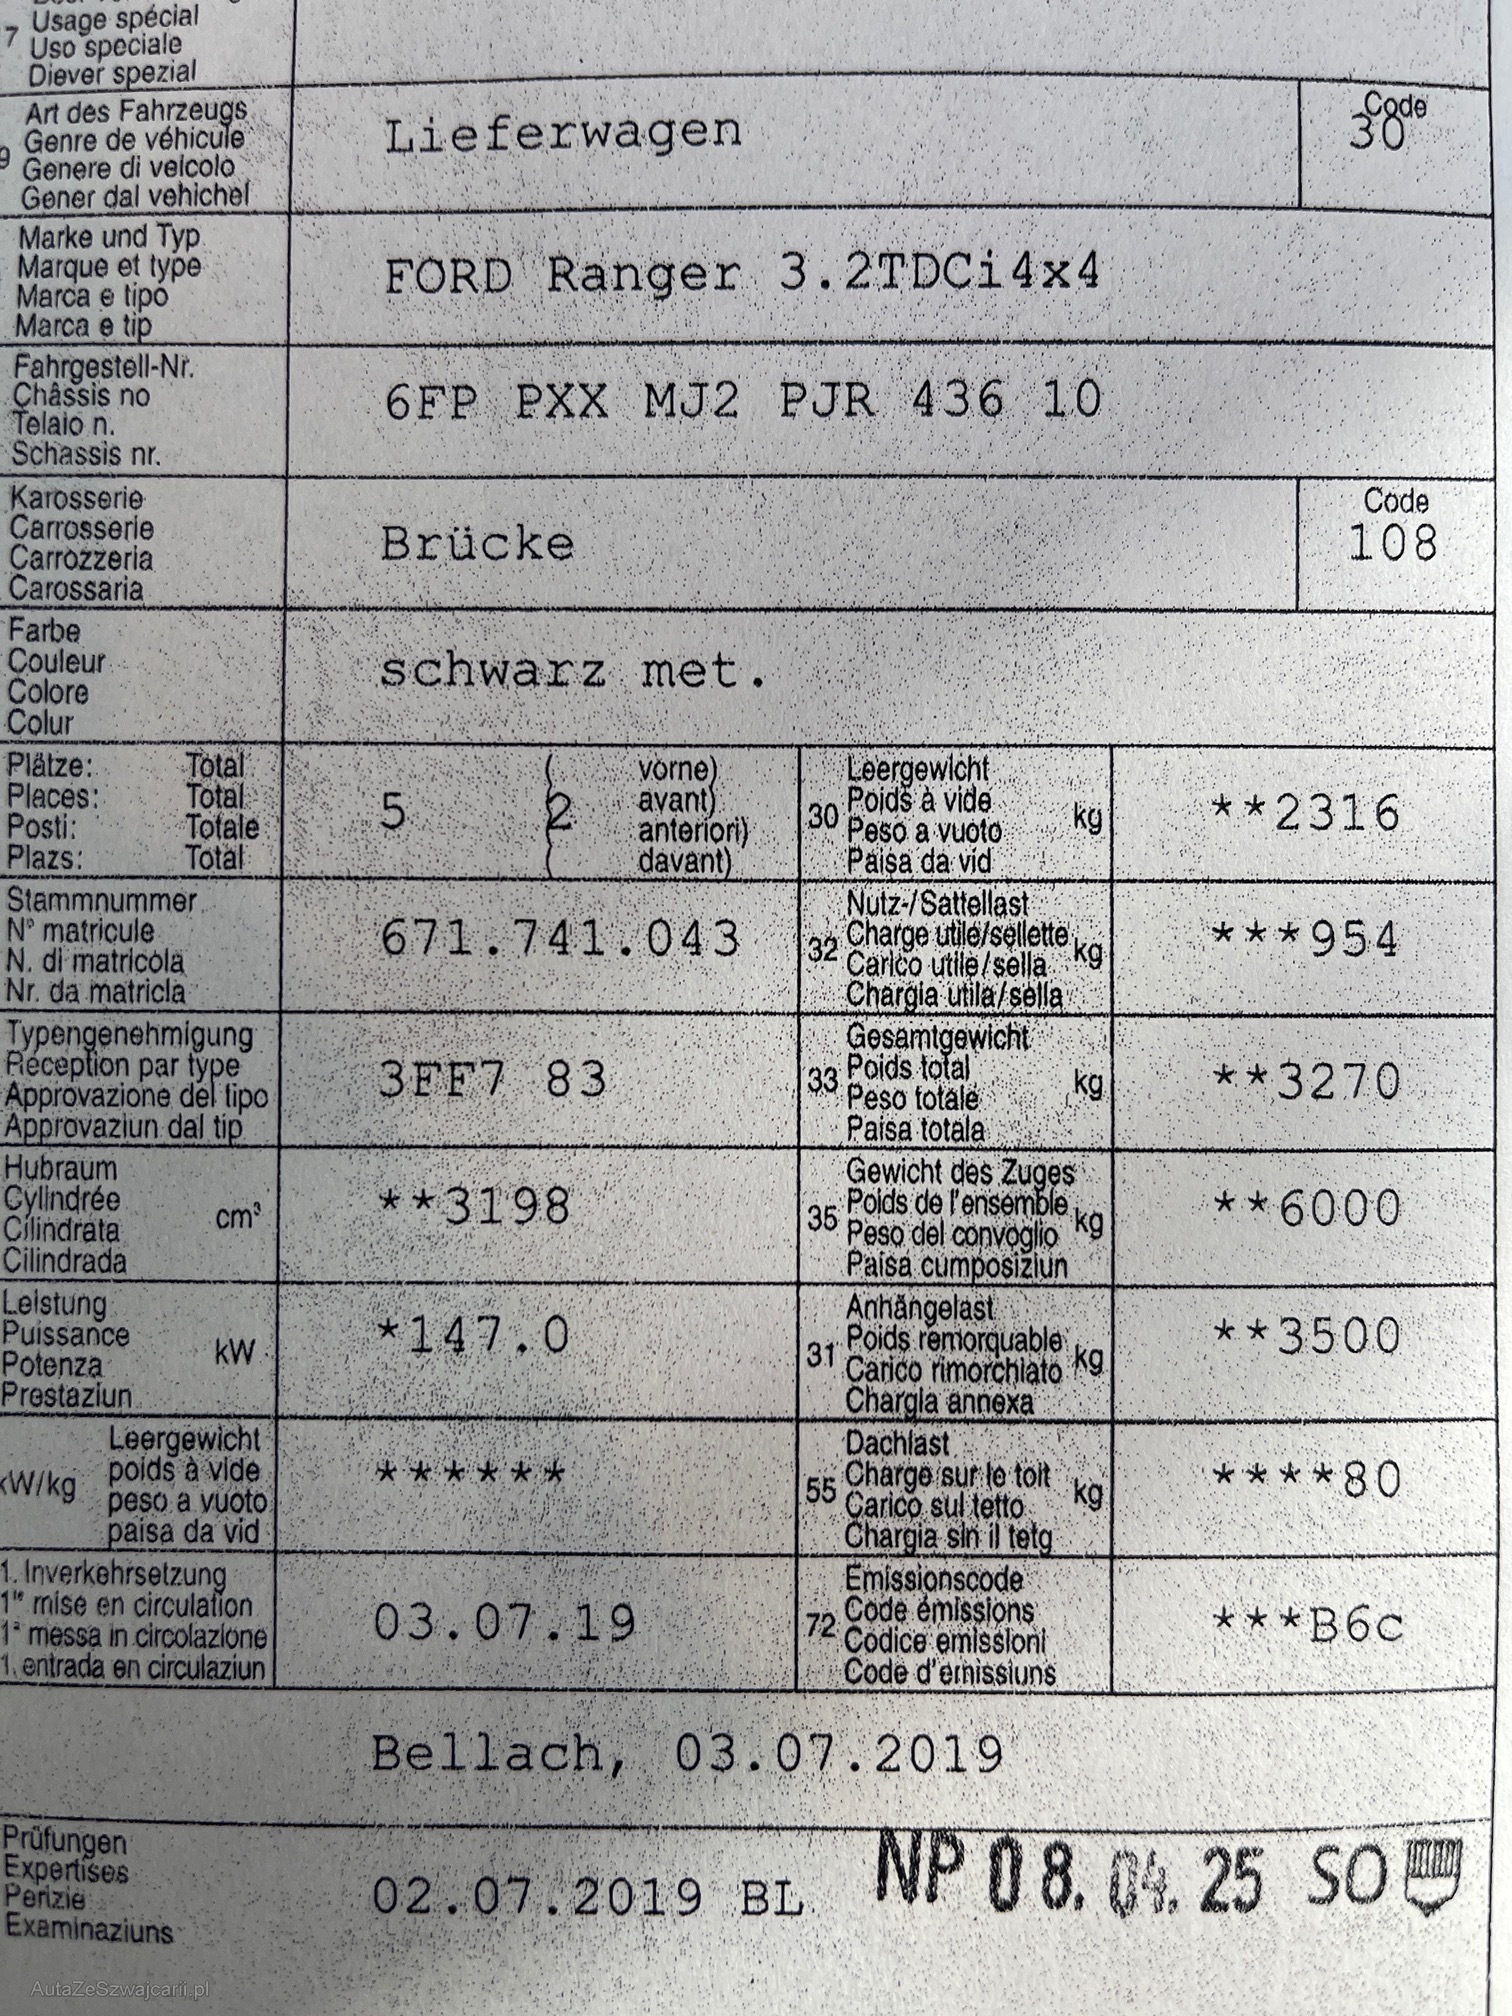 Usage spécial
7
Uso speciale
Diever spezial
Art des Fahrzeugs
Genre de véhicule
9
Genere di veicolo
Gener dal vehichel
Lieferwagen
Code
30
Marke und Typ
Marque et type
Marca e tipo
Marca e tip
FORD Ranger 3.2TDCi4x4
Fahrgestell-Nr.
Châssis no
Telaio n.
Schassis nr.
6FP PXX MJ2 PJR 436 10
Karosserie
Carrosserie
Carrozzeria
Carossaria
Brücke
Code
108
Farbe
Couleur
Colore
Colur
schwarz met.
Plätze: Total
Places: Total
Posti: Totale
Plazs: Total
5 ( 2 vorne)
( avant)
( anteriori)
( davant)
30
Leergewicht
Poids à vide
Peso a vuoto
Paisa da vid
kg
**2316
Stammnummer
N° matricule
N. di matricola
Nr. da matricla
671.741.043
32
Nutz-/Sattellast
Charge utile/sellette
Carico utile/sella
Chargia utila/sella
kg
***954
Typengenehmigung
Réception par type
Approvazione del tipo
Approvaziun dal tip
3FF7 83
33
Gesamtgewicht
Poids total
Peso totale
Paisa totala
kg
**3270
Hubraum
Cylindrée
Cilindrata
Cilindrada
cm³
**3198
35
Gewicht des Zuges
Poids de l'ensemble
Peso del convoglio
Paisa cumposiziun
kg
**6000
Leistung
Puissance
Potenza
Prestaziun
kW
*147.0
31
Anhängelast
Poids remorquable
Carico rimorchiato
Chargia annexa
kg
**3500
kW/kg
Leergewicht
poids à vide
peso a vuoto
paisa da vid
******
55
Dachlast
Charge sur le toit
Carico sul tetto
Chargia sin il tetg
kg
****80
1. Inverkehrsetzung
1re mise en circulation
1a messa in circolazione
1. entrada en circulaziun
03.07.19
72
Emissionscode
Code émissions
Codice emissioni
Code d'emissiuns
***B6c
Bellach, 03.07.2019
Prüfungen
Expertises
Perizie
Examinaziuns
02.07.2019 BL
NP 08. 04. 25 SO
AutaZeSzwajcarii.pl